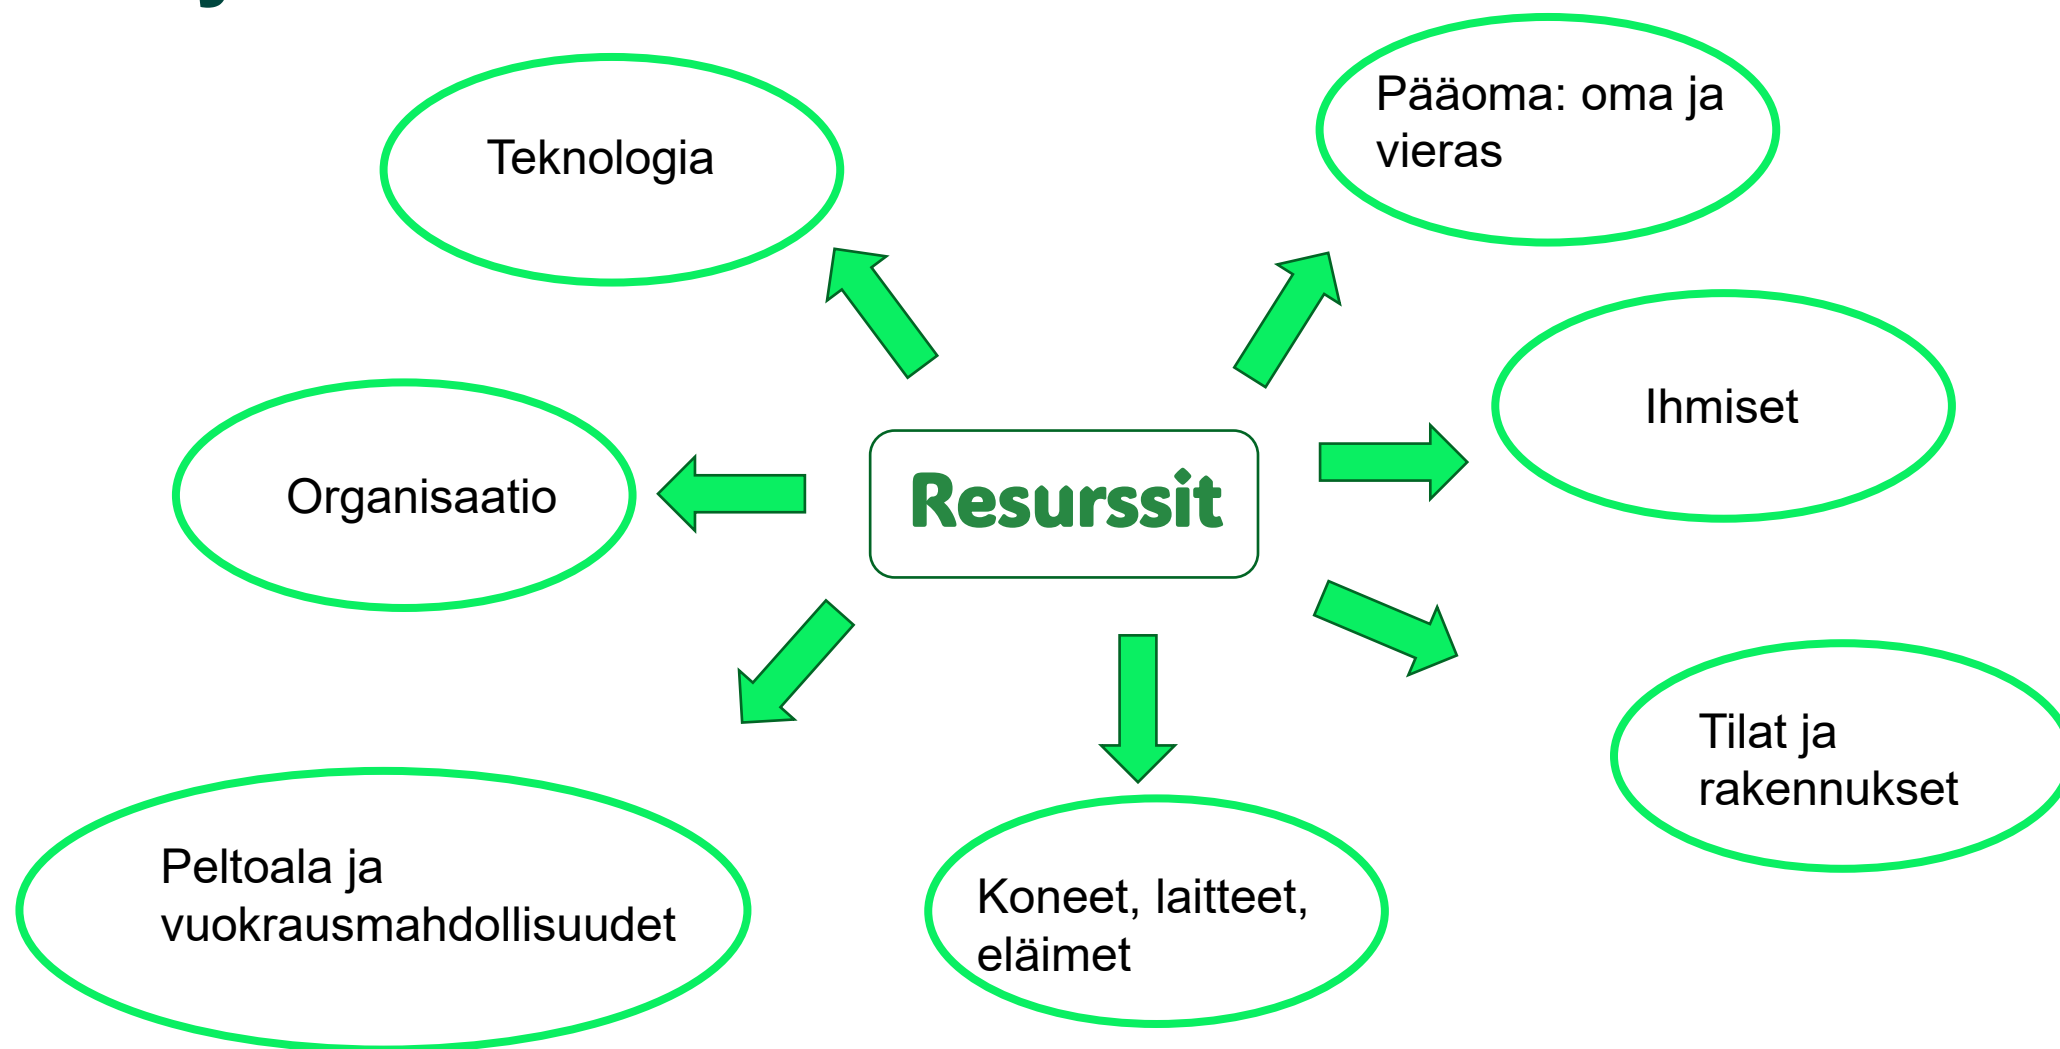 Teknologia
Pääoma: oma ja
vieras
Ihmiset
Organisaatio
Resurssit
Tilat ja
rakennukset
Peltoala ja
vuokrausmahdollisuudet
Koneet, laitteet,
eläimet